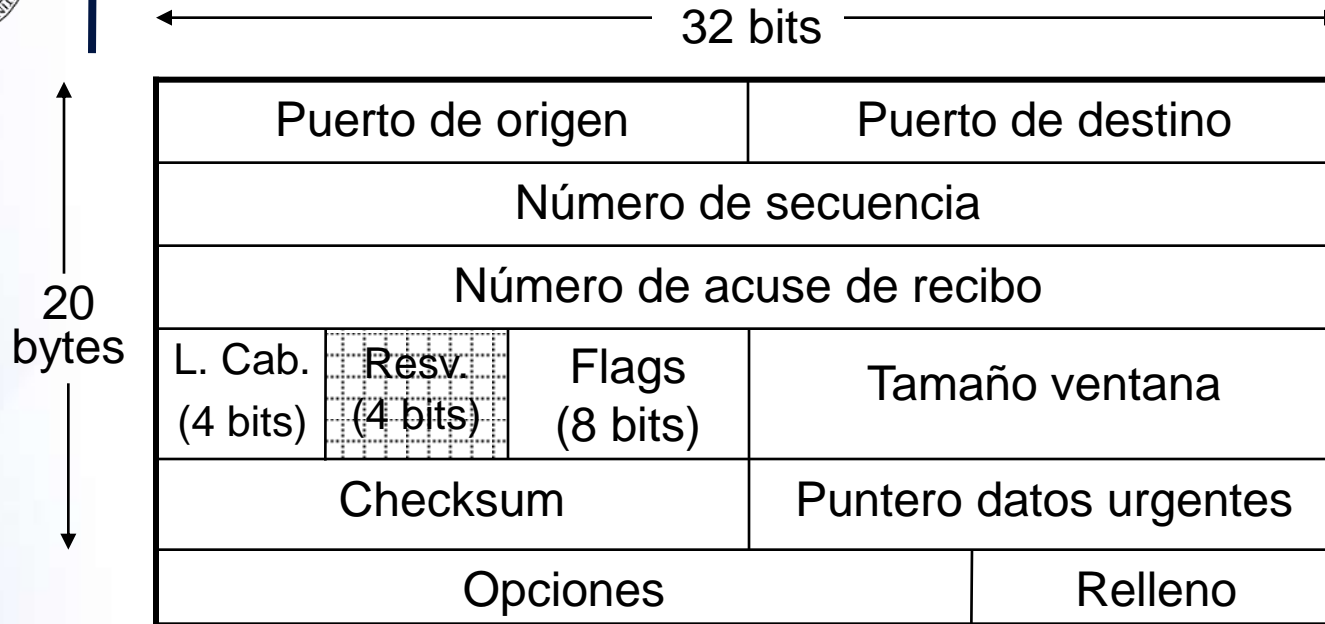 32 bits
Puerto de origen
Puerto de destino
Número de secuencia
Número de acuse de recibo
20
bytes
L. Cab.
(4 bits)
Resv.
(4 bits)
Flags
(8 bits)
Tamaño ventana
Checksum
Puntero datos urgentes
Opciones
Relleno